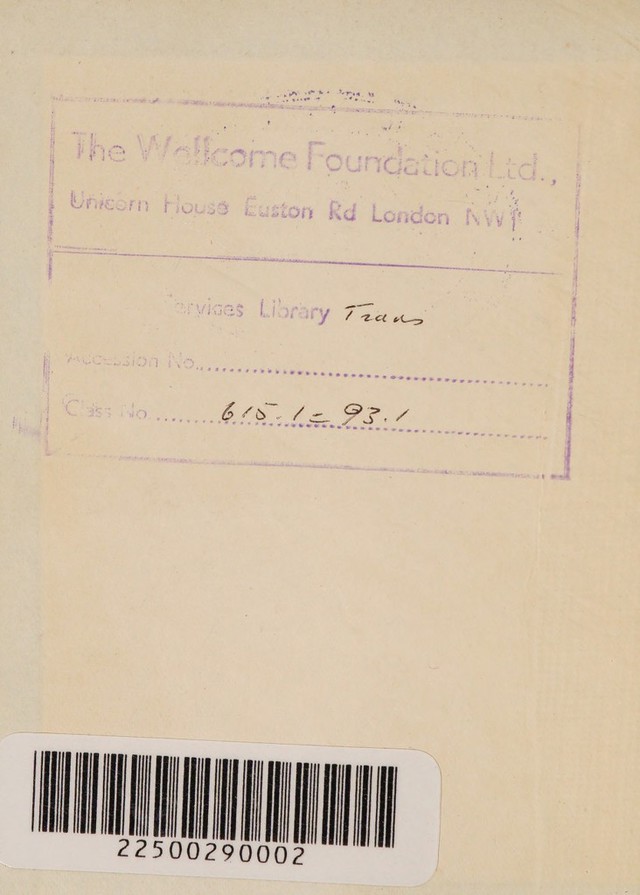 The Wellcome Foundation Ltd.,
Unicorn House Euston Rd London NW1
Services Library Trans
Accession No.
Class No. 615.1=93.1
22500290002